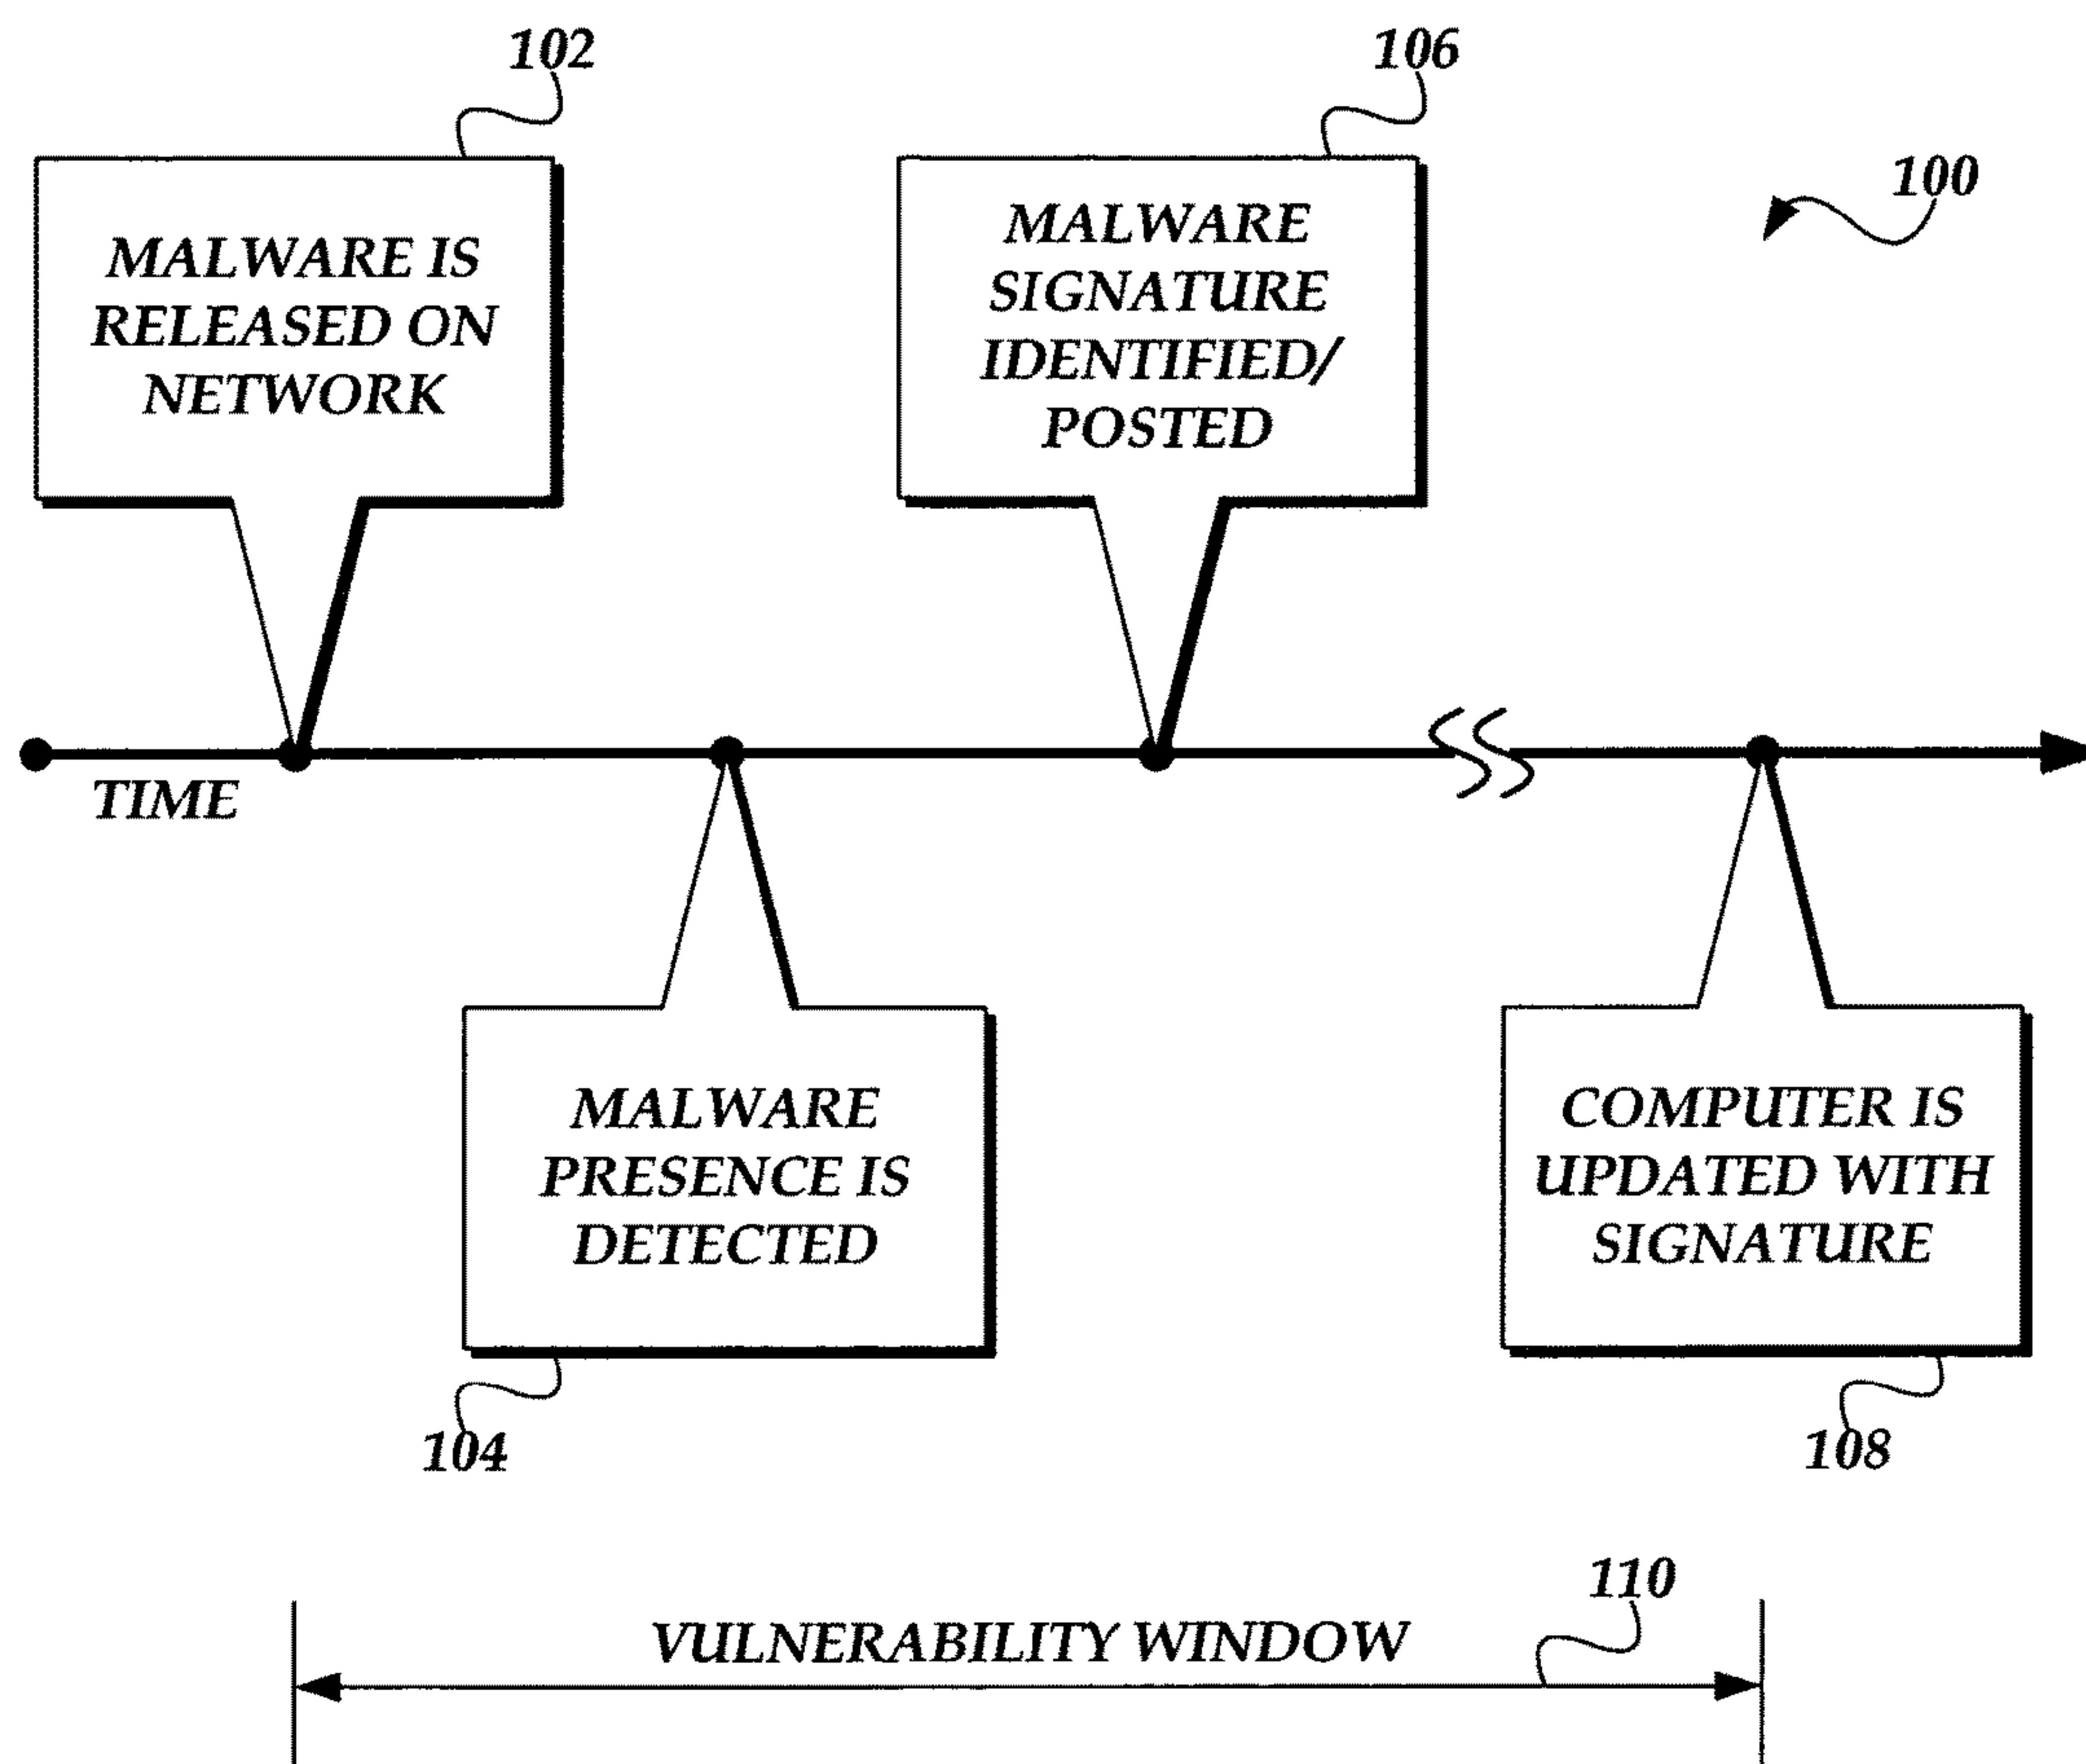 102
106
100
MALWARE IS
RELEASED ON
NETWORK
MALWARE
SIGNATURE
IDENTIFIED/
POSTED
TIME
MALWARE
PRESENCE IS
DETECTED
COMPUTER IS
UPDATED WITH
SIGNATURE
104
108
110
VULNERABILITY WINDOW